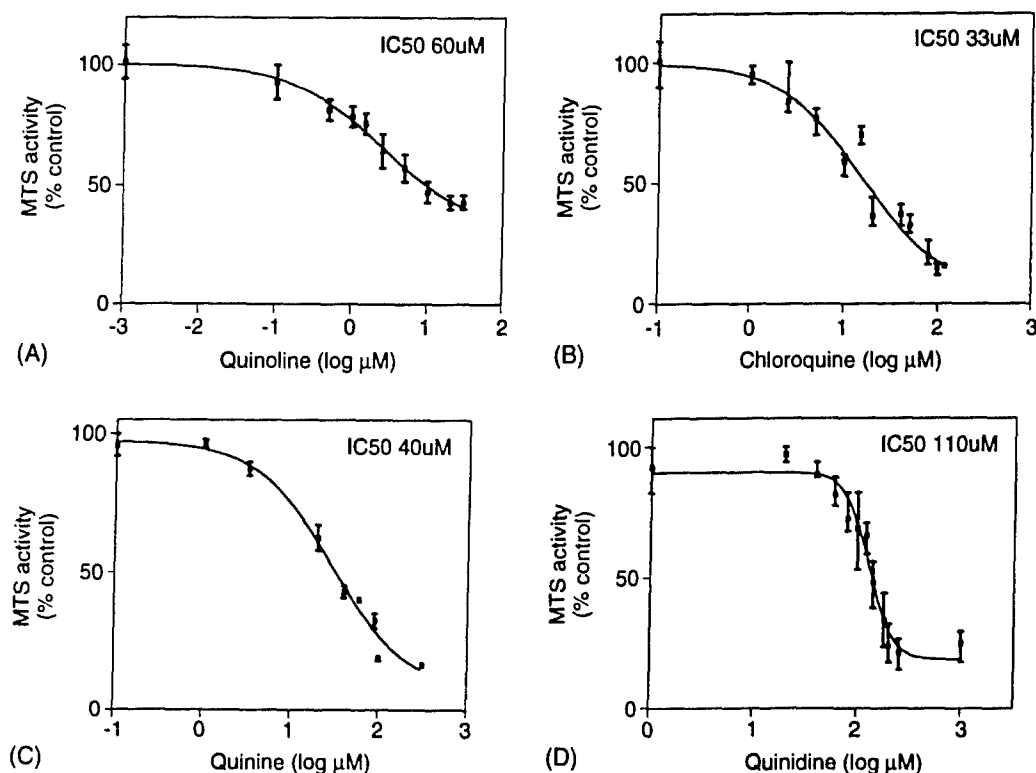 IC50 60uM
100
50
0
MTS activity
(% control)
-3
-2
-1
0
1
2
Quinoline (log μM)
(A)
IC50 33uM
100
50
0
MTS activity
(% control)
-1
0
1
2
3
Chloroquine (log μM)
(B)
IC50 40uM
100
50
0
MTS activity
(% control)
-1
0
1
2
3
Quinine (log μM)
(C)
IC50 110uM
100
50
0
MTS activity
(% control)
0
1
2
3
Quinidine (log μM)
(D)